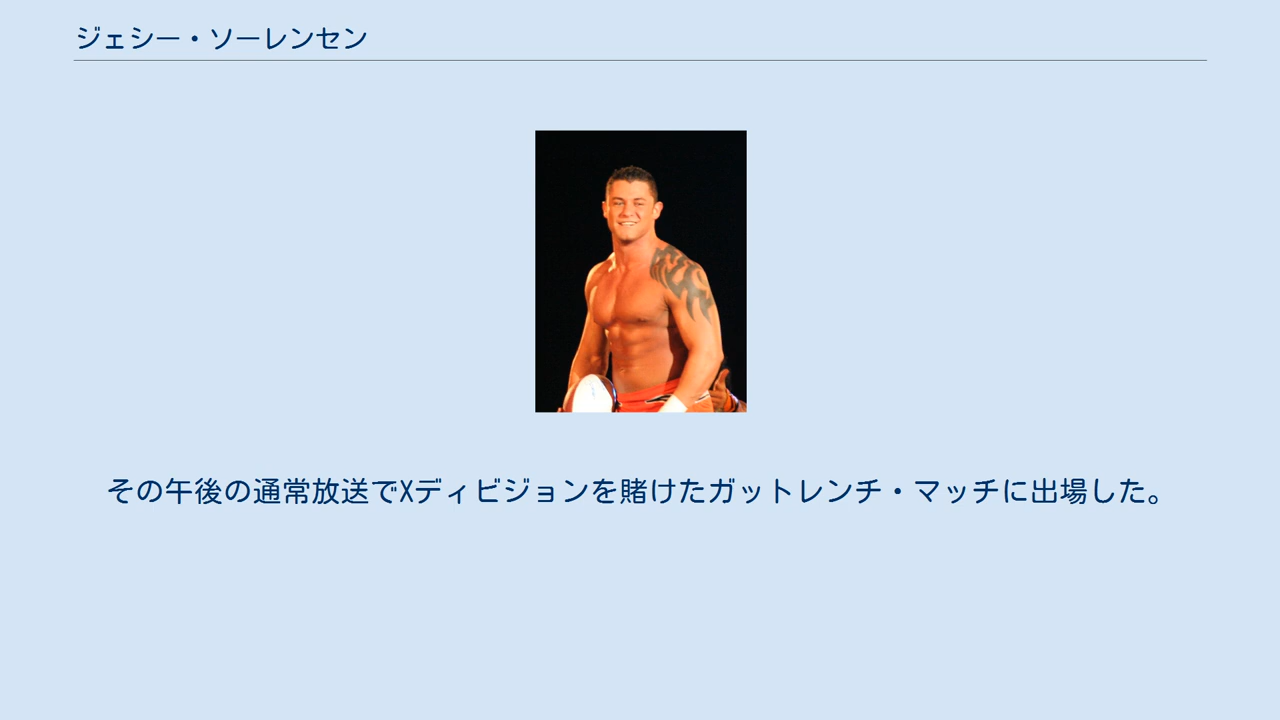 ジェシー・ソーレンセン
その午後の通常放送でXディビジョンを賭けたガットレンチ・マッチに出場した。